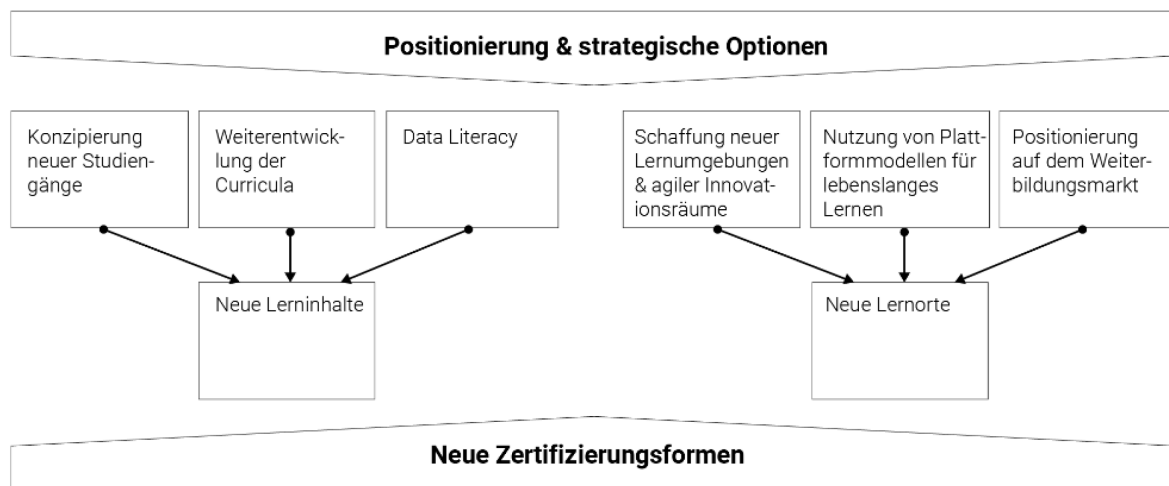 Positionierung & strategische Optionen
Konzipierung
neuer Studien-
gänge
Weiterentwick-
lung der
Curricula
Data Literacy
Schaffung neuer
Lernumgebungen
& agiler Innovat-
ionsräume
Nutzung von Platt-
formmodellen für
lebenslanges
Lernen
Positionierung
auf dem Weiter-
bildungsmarkt
Neue Lerninhalte
Neue Lernorte
Neue Zertifizierungsformen